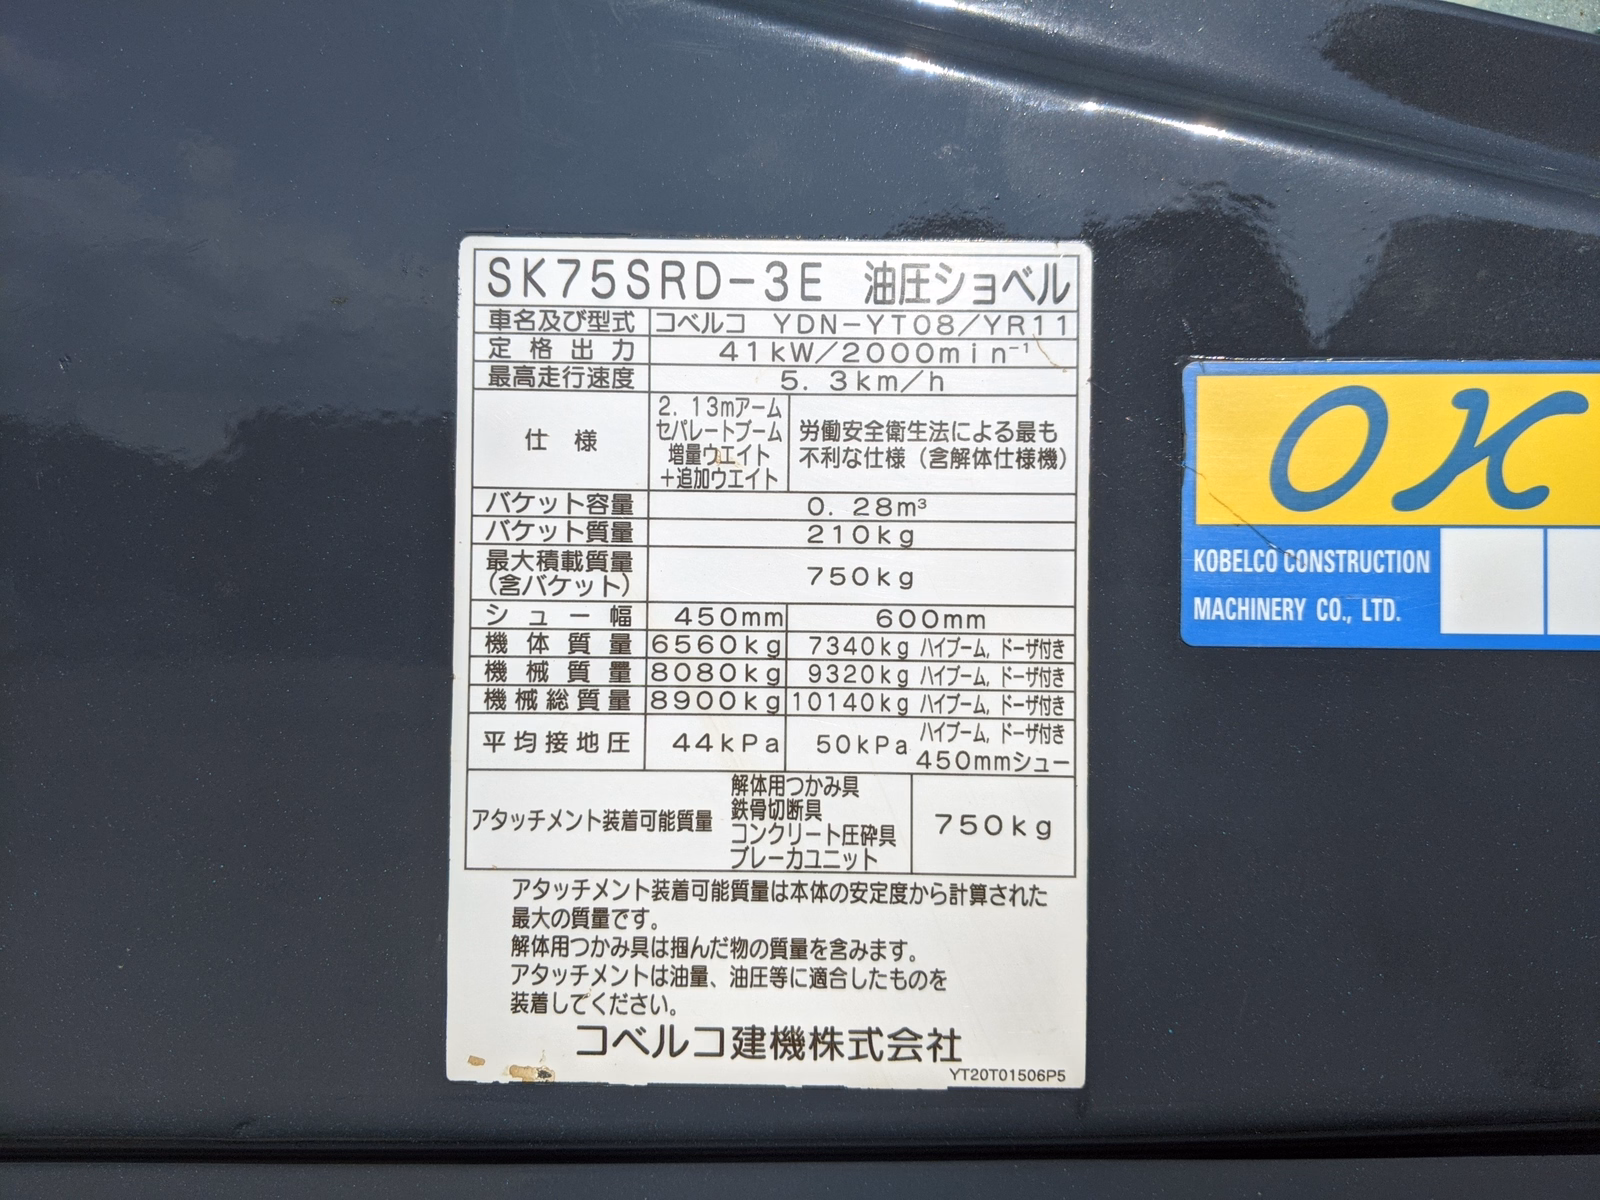 SK75SRD-3E 油圧ショベル
車名及び型式 コベルコ YDN-YT08/YR11
定格出力 41kW/2000min⁻¹
最高走行速度 5.3km/h
仕様
2.13mアーム
セパレートブーム
増量ウエイト
+追加ウエイト
労働安全衛生法による最も
不利な仕様(含解体仕様機)
バケット容量 0.28m³
バケット質量 210kg
最大積載質量
(含バケット)
750kg
シュー幅 450mm 600mm
機体質量 6560kg 7340kg ハイブーム,ドーザ付き
機械質量 8080kg 9320kg ハイブーム,ドーザ付き
機械総質量 8900kg 10140kg ハイブーム,ドーザ付き
平均接地圧 44kPa 50kPa ハイブーム,ドーザ付き
450mmシュー
アタッチメント装着可能質量
解体用つかみ具
鉄骨切断具
コンクリート圧砕具
ブレーカユニット
750kg
アタッチメント装着可能質量は本体の安定度から計算された
最大の質量です。
解体用つかみ具は掴んだ物の質量を含みます。
アタッチメントは油量、油圧等に適合したものを
装着してください。
コベルコ建機株式会社
YT20T01506P5
OK
KOBELCO CONSTRUCTION
MACHINERY CO., LTD.